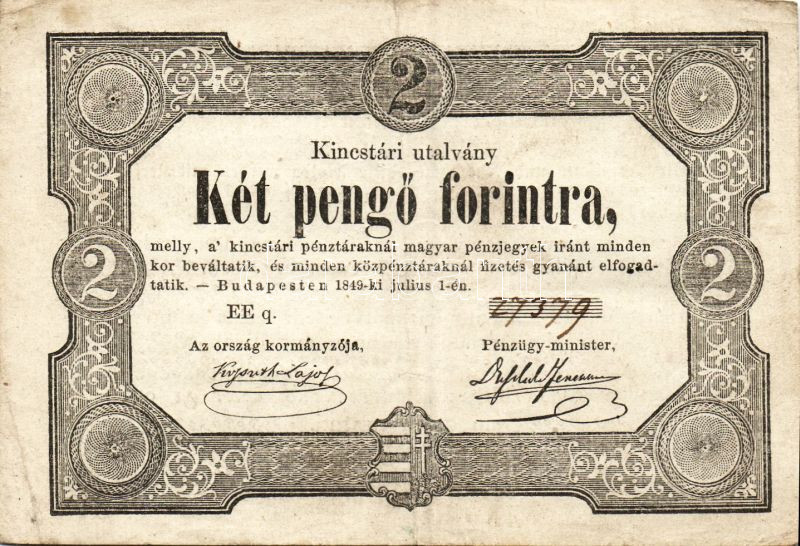 2
Kincstári utalvány
Két pengő forintra,
melly, a' kincstári pénztáraknál magyar pénzjegyek iránt minden
kor beváltatik, és minden közpénztáraknál fizetés gyanánt elfogad-
tatik. — Budapesten 1849-ki julius 1-én.
2 2
EE q. 27379
Az ország kormányzója, Pénzügy-minister,
Kossuth Lajos